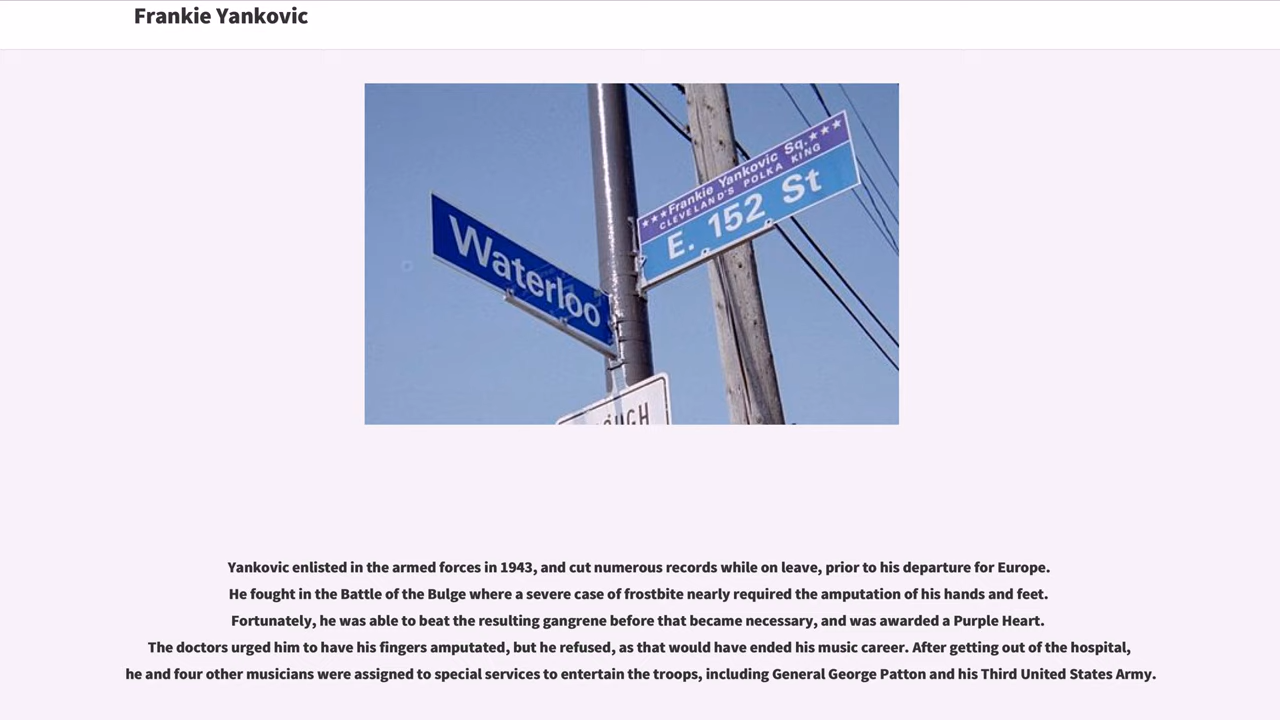 Frankie Yankovic
***Frankie Yankovic Sq.***
CLEVELAND'S POLKA KING
E. 152 St
Waterloo
Yankovic enlisted in the armed forces in 1943, and cut numerous records while on leave, prior to his departure for Europe.
He fought in the Battle of the Bulge where a severe case of frostbite nearly required the amputation of his hands and feet.
Fortunately, he was able to beat the resulting gangrene before that became necessary, and was awarded a Purple Heart.
The doctors urged him to have his fingers amputated, but he refused, as that would have ended his music career. After getting out of the hospital,
he and four other musicians were assigned to special services to entertain the troops, including General George Patton and his Third United States Army.